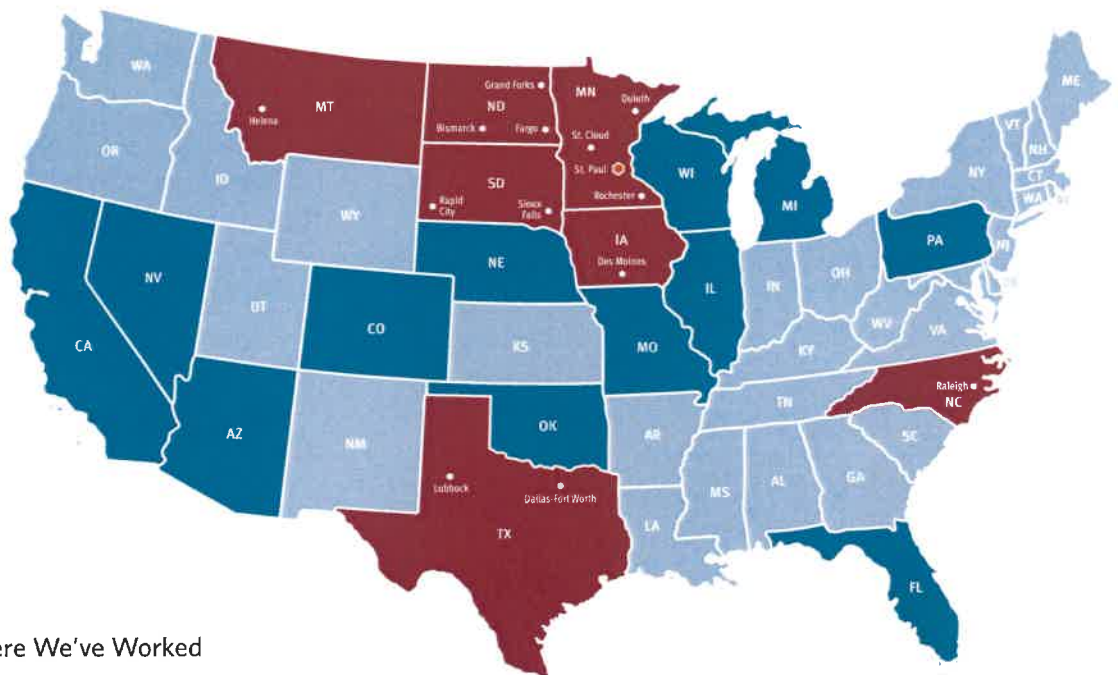 WA
MT
Helena
Grand Forks
ND
Bismarck
Fargo
MN
Duluth
St. Cloud
St. Paul
Rochester
ME
VT
NH
CT
WA
NY
OR
ID
WY
SD
Rapid
City
Sioux
Falls
WI
MI
IA
Des Moines
PA
NJ
NE
NV
UT
CO
CA
KS
MO
IL
IN
OH
WV
VA
KY
Raleigh
NC
TN
SC
AZ
NM
OK
AR
MS
AL
GA
LA
Lubbock
Dallas-Fort Worth
TX
FL
ere We've Worked